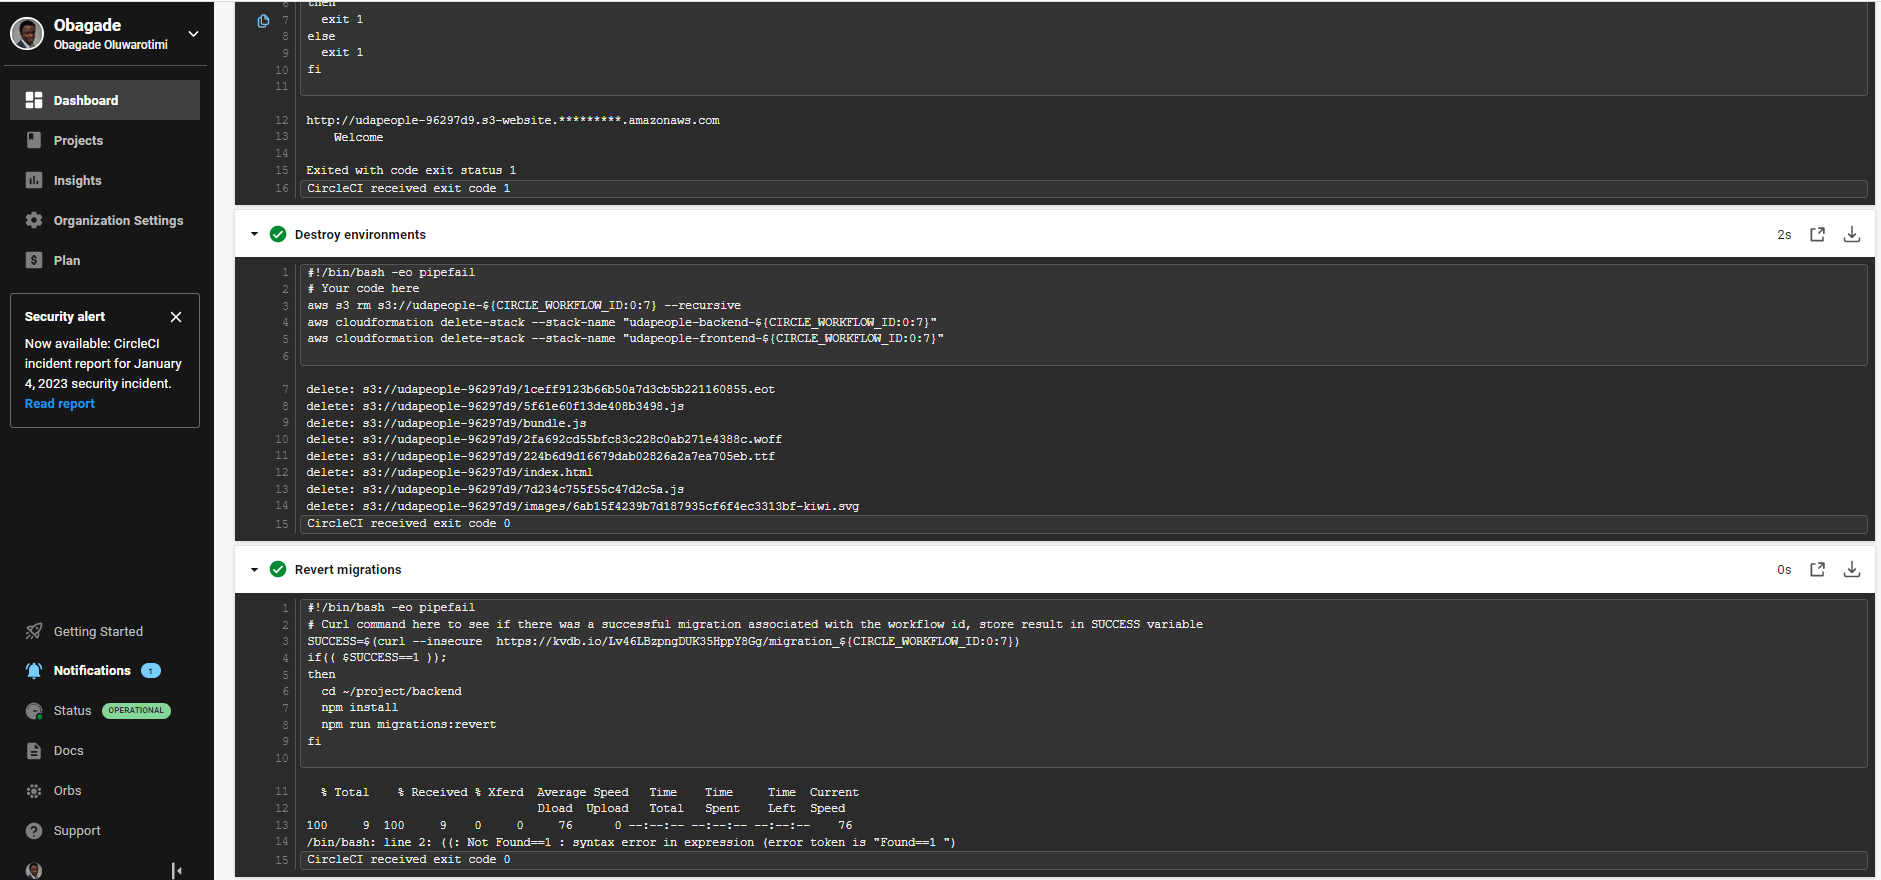 Obagade
Obagade Oluwarotimi
Dashboard
Projects
Insights
Organization Settings
Plan
Security alert
Now available: CircleCI
incident report for January
4, 2023 security incident.
Read report
Getting Started
Notifications 1
Status OPERATIONAL
Docs
Orbs
Support
6 then
7 exit 1
8 else
9 exit 1
10 fi
11
12 http://udapeople-96297d9.s3-website.*********.amazonaws.com
13 Welcome
14
15 Exited with code exit status 1
16 CircleCI received exit code 1
Destroy environments 2s
1 #!/bin/bash -eo pipefail
2 # Your code here
3 aws s3 rm s3://udapeople-${CIRCLE_WORKFLOW_ID:0:7} --recursive
4 aws cloudformation delete-stack --stack-name "udapeople-backend-${CIRCLE_WORKFLOW_ID:0:7}"
5 aws cloudformation delete-stack --stack-name "udapeople-frontend-${CIRCLE_WORKFLOW_ID:0:7}"
6
7 delete: s3://udapeople-96297d9/1ceff9123b66b50a7d3cb5b221160855.eot
8 delete: s3://udapeople-96297d9/5f61e60f13de408b3498.js
9 delete: s3://udapeople-96297d9/bundle.js
10 delete: s3://udapeople-96297d9/2fa692cd55bfc83c228c0ab271e4388c.woff
11 delete: s3://udapeople-96297d9/224b6d9d16679dab02826a2a7ea705eb.ttf
12 delete: s3://udapeople-96297d9/index.html
13 delete: s3://udapeople-96297d9/7d234c755f55c47d2c5a.js
14 delete: s3://udapeople-96297d9/images/6ab15f4239b7d187935cf6f4ec3313bf-kiwi.svg
15 CircleCI received exit code 0
Revert migrations 0s
1 #!/bin/bash -eo pipefail
2 # Curl command here to see if there was a successful migration associated with the workflow id, store result in SUCCESS variable
3 SUCCESS=$(curl --insecure  https://kvdb.io/Lv46LBzpngDUK35HppY8Gg/migration_${CIRCLE_WORKFLOW_ID:0:7})
4 if(( $SUCCESS==1 ));
5 then
6 cd ~/project/backend
7 npm install
8 npm run migrations:revert
9 fi
10
11 % Total    % Received % Xferd  Average Speed   Time    Time     Time  Current
12 Dload  Upload   Total   Spent    Left  Speed
13 100     9  100     9    0     0     76      0 --:--:-- --:--:-- --:--:--    76
14 /bin/bash: line 2: ((: Not Found==1 : syntax error in expression (error token is "Found==1 ")
15 CircleCI received exit code 0